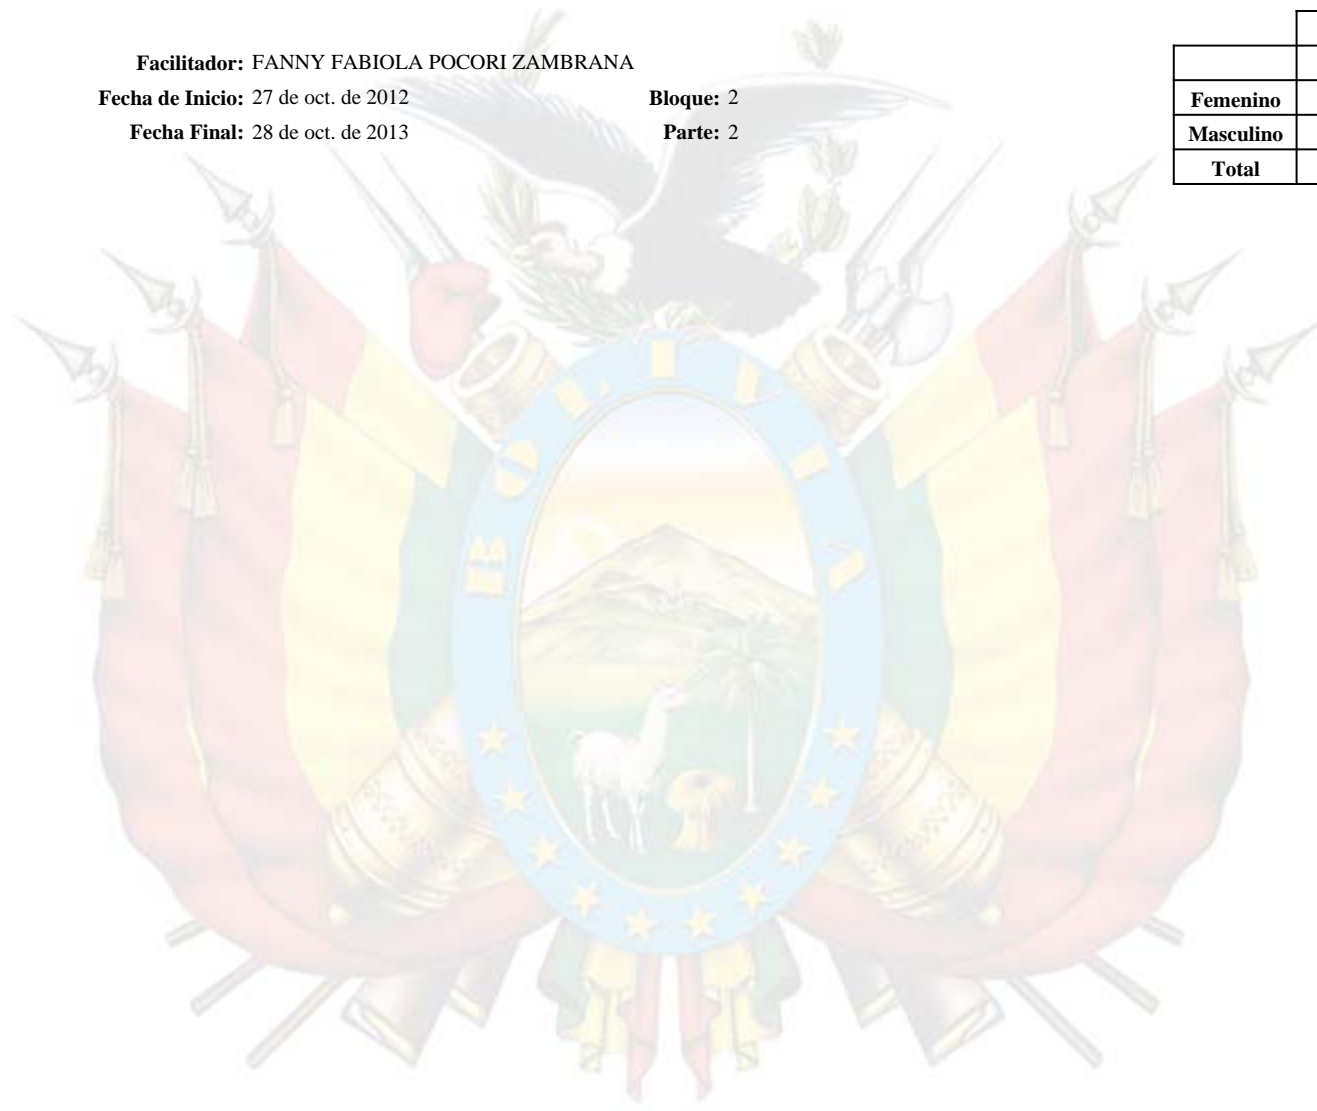 Facilitador: FANNY FABIOLA POCORI ZAMBRANA
Fecha de Inicio: 27 de oct. de 2012 Bloque: 2
Fecha Final: 28 de oct. de 2013 Parte: 2
Femenino
Masculino
Total
BOLIVIA